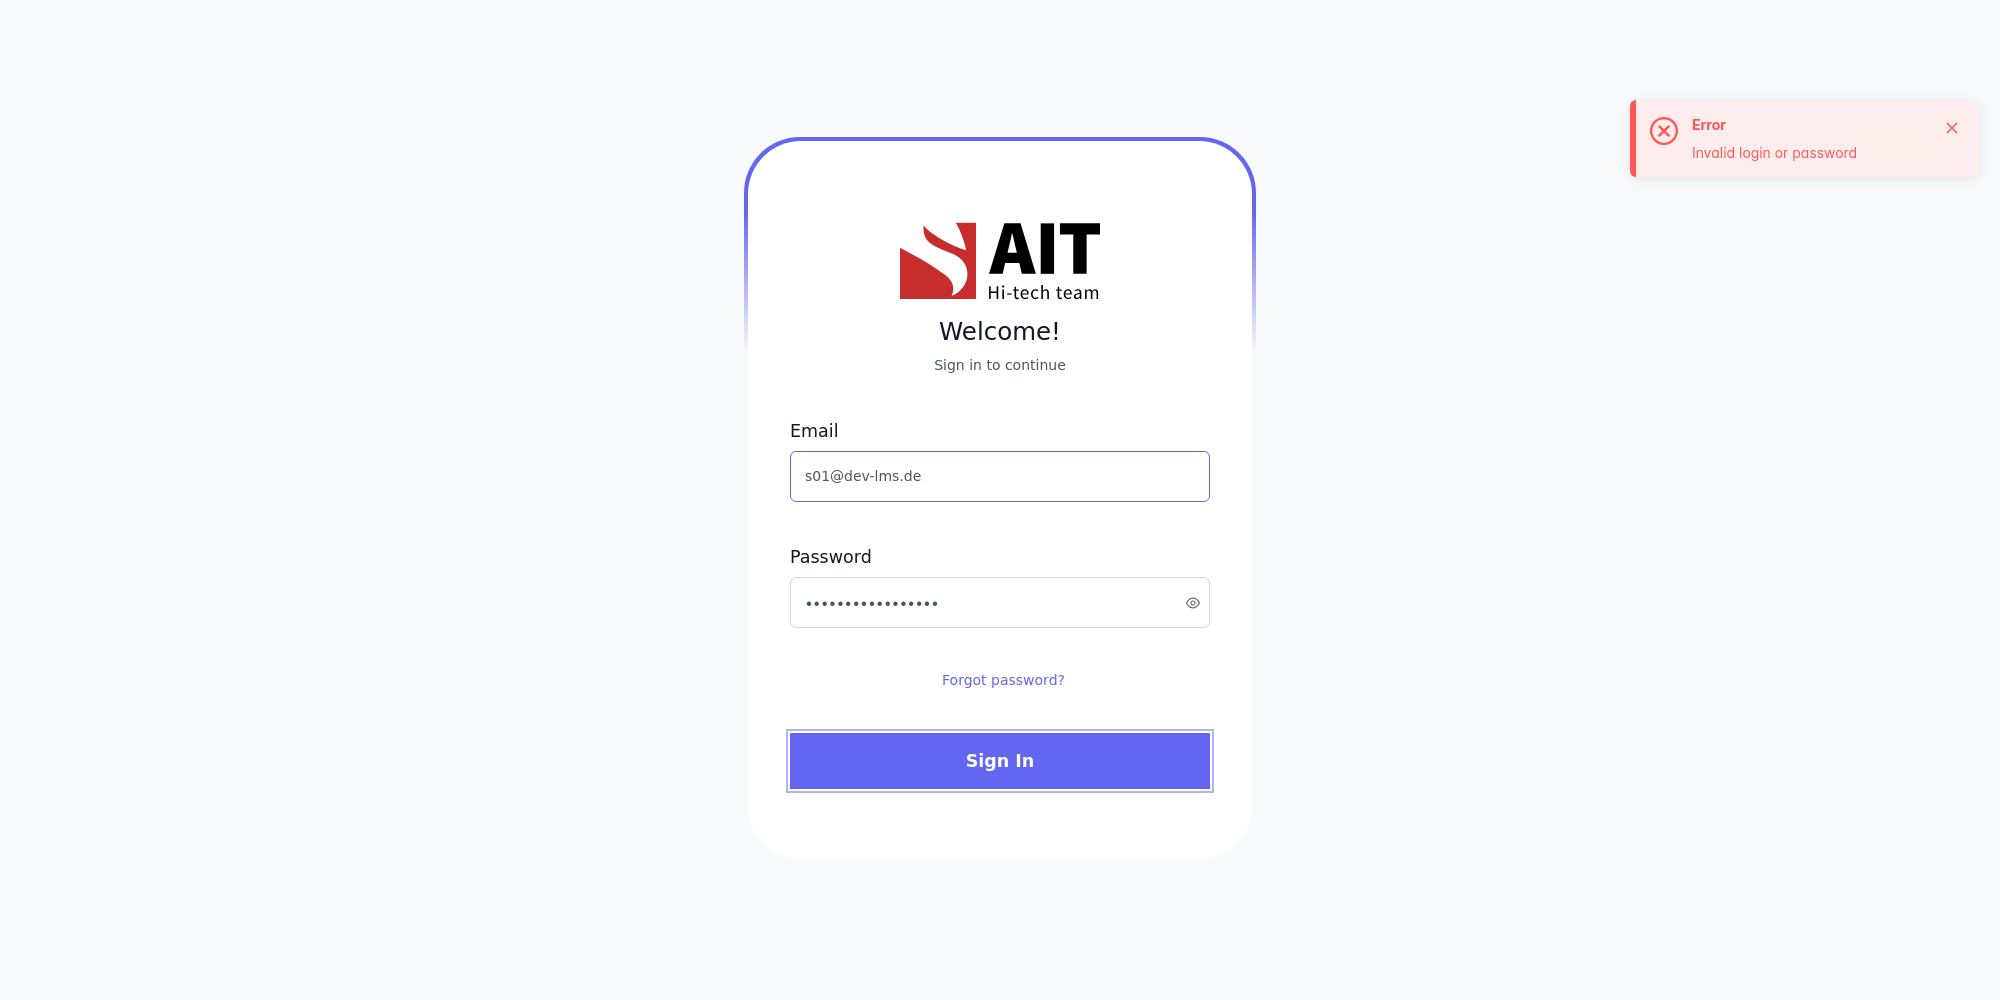 Error
Invalid login or password
AIT
Hi-tech team
Welcome!
Sign in to continue
Email
s01@dev-lms.de
Password
•••••••••••••••••
Forgot password?
Sign In